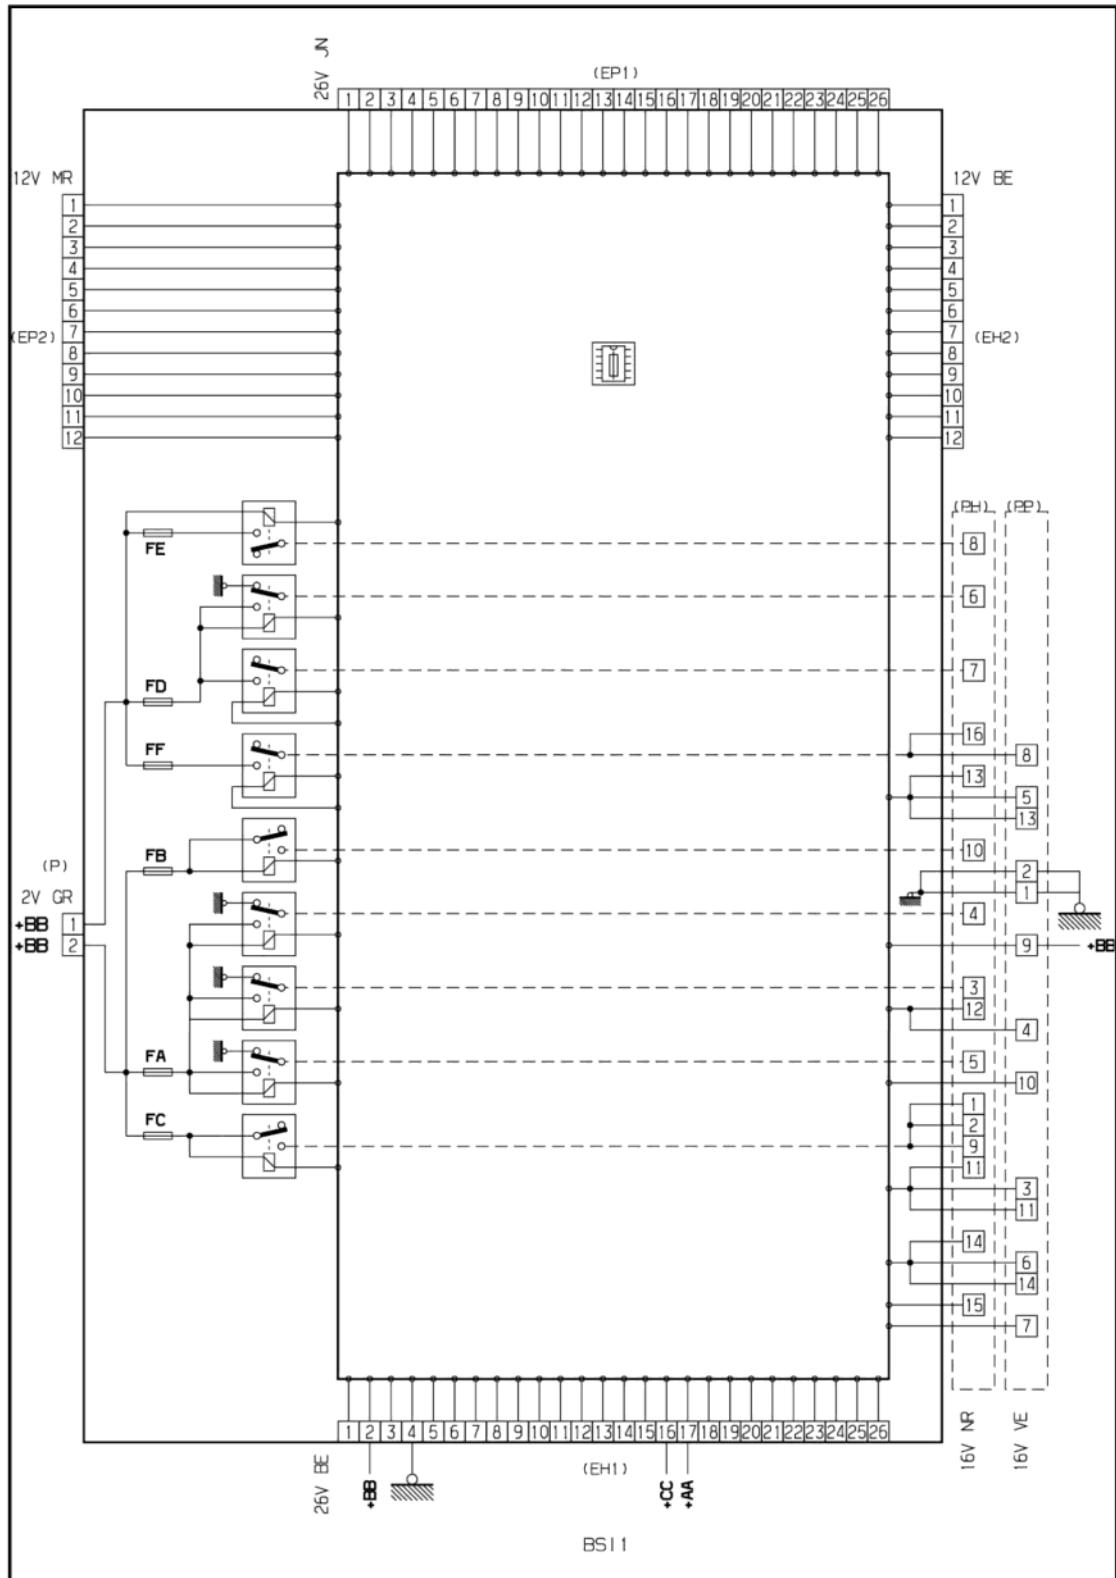 26V JN
(EP1)
1 2 3 4 5 6 7 8 9 10 11 12 13 14 15 16 17 18 19 20 21 22 23 24 25 26
12V MR
1
2
3
4
5
6
7
8
9
10
11
12
(EP2)
12V BE
1
2
3
4
5
6
7
8
9
10
11
12
(EH2)
FE
FD
FF
FB
FA
FC
(P)
2V GR
+BB 1
+BB 2
(PH)
8
6
7
16
13
10
4
3
12
5
1
2
9
11
14
15
16V NR
(PP)
8
5
13
2
1
9 +BB
4
10
3
11
6
14
7
16V VE
1 2 3 4 5 6 7 8 9 10 11 12 13 14 15 16 17 18 19 20 21 22 23 24 25 26
26V BE
+BB
(EH1)
+CC
+AA
BSI1